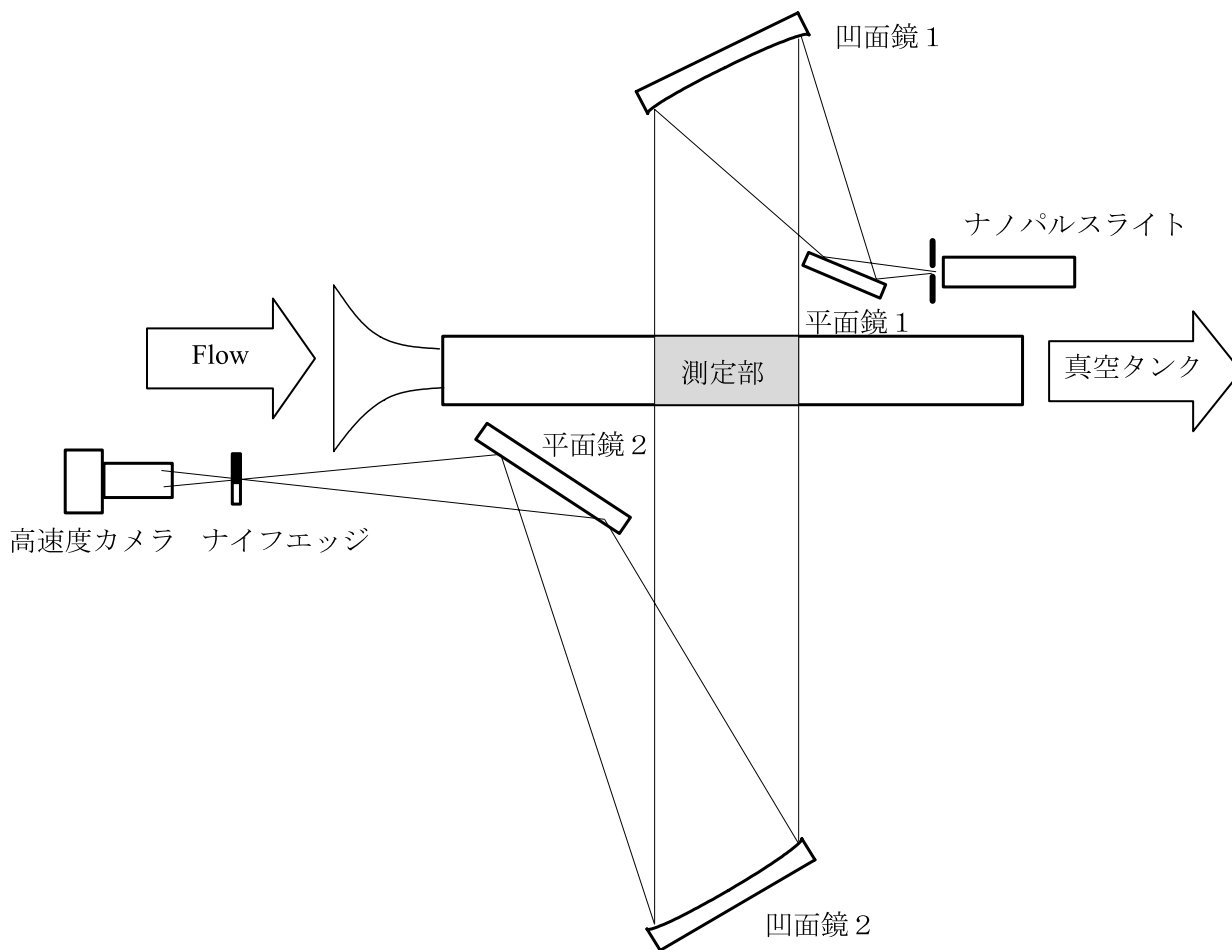 凹面鏡1
ナノパルスライト
平面鏡1
Flow
測定部
真空タンク
平面鏡2
高速度カメラ
ナイフエッジ
凹面鏡2